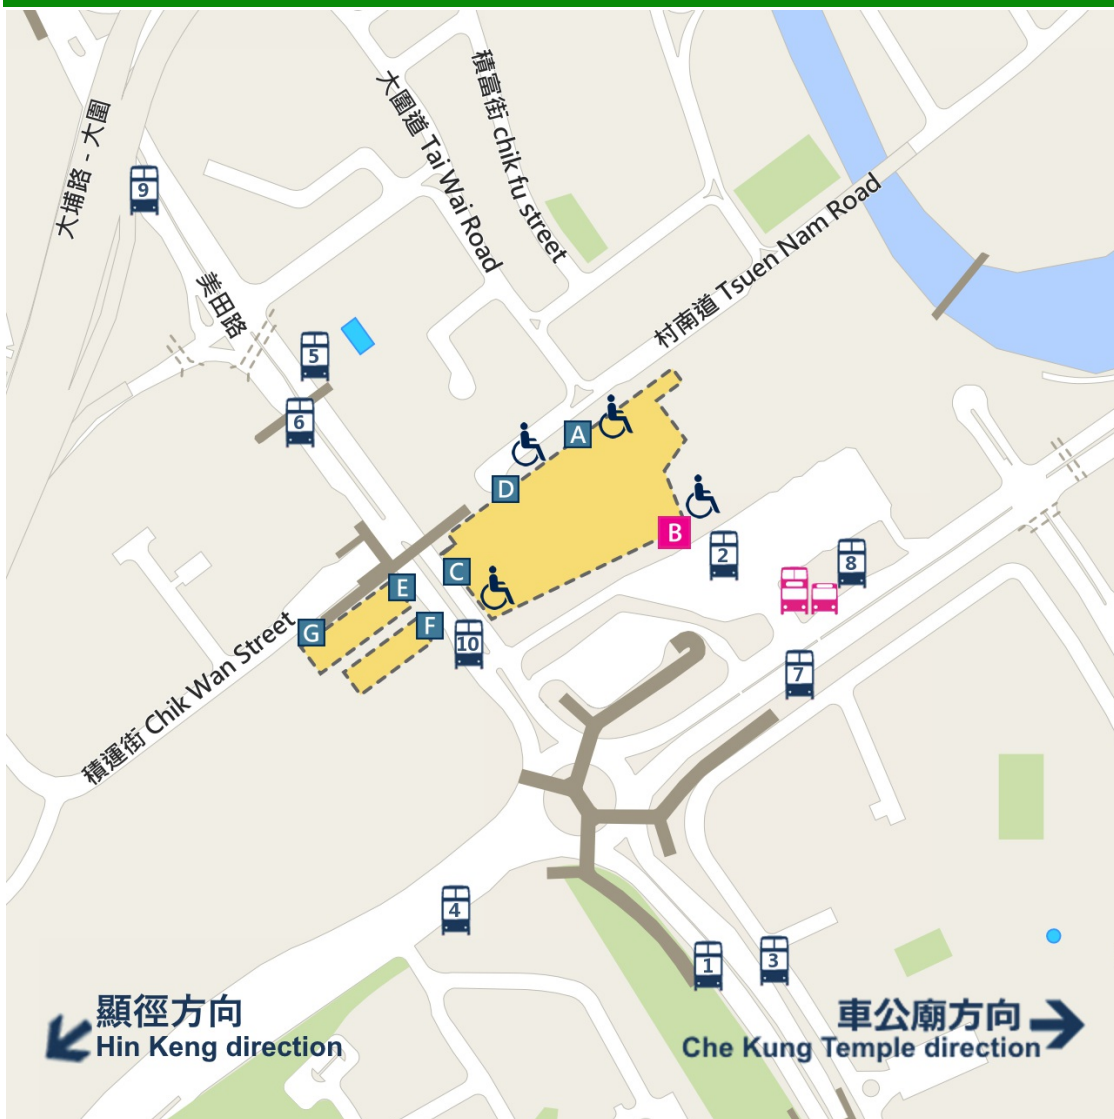 大埔路 - 大圍
9
大圍道 Tai Wai Road
積富街 chik fu street
村南道 Tsuen Nam Road
美田路
5
6
A
D
B
2
8
C
E
F
G
10
7
積運街 Chik Wan Street
4
1
3
顯徑方向
Hin Keng direction
車公廟方向
Che Kung Temple direction